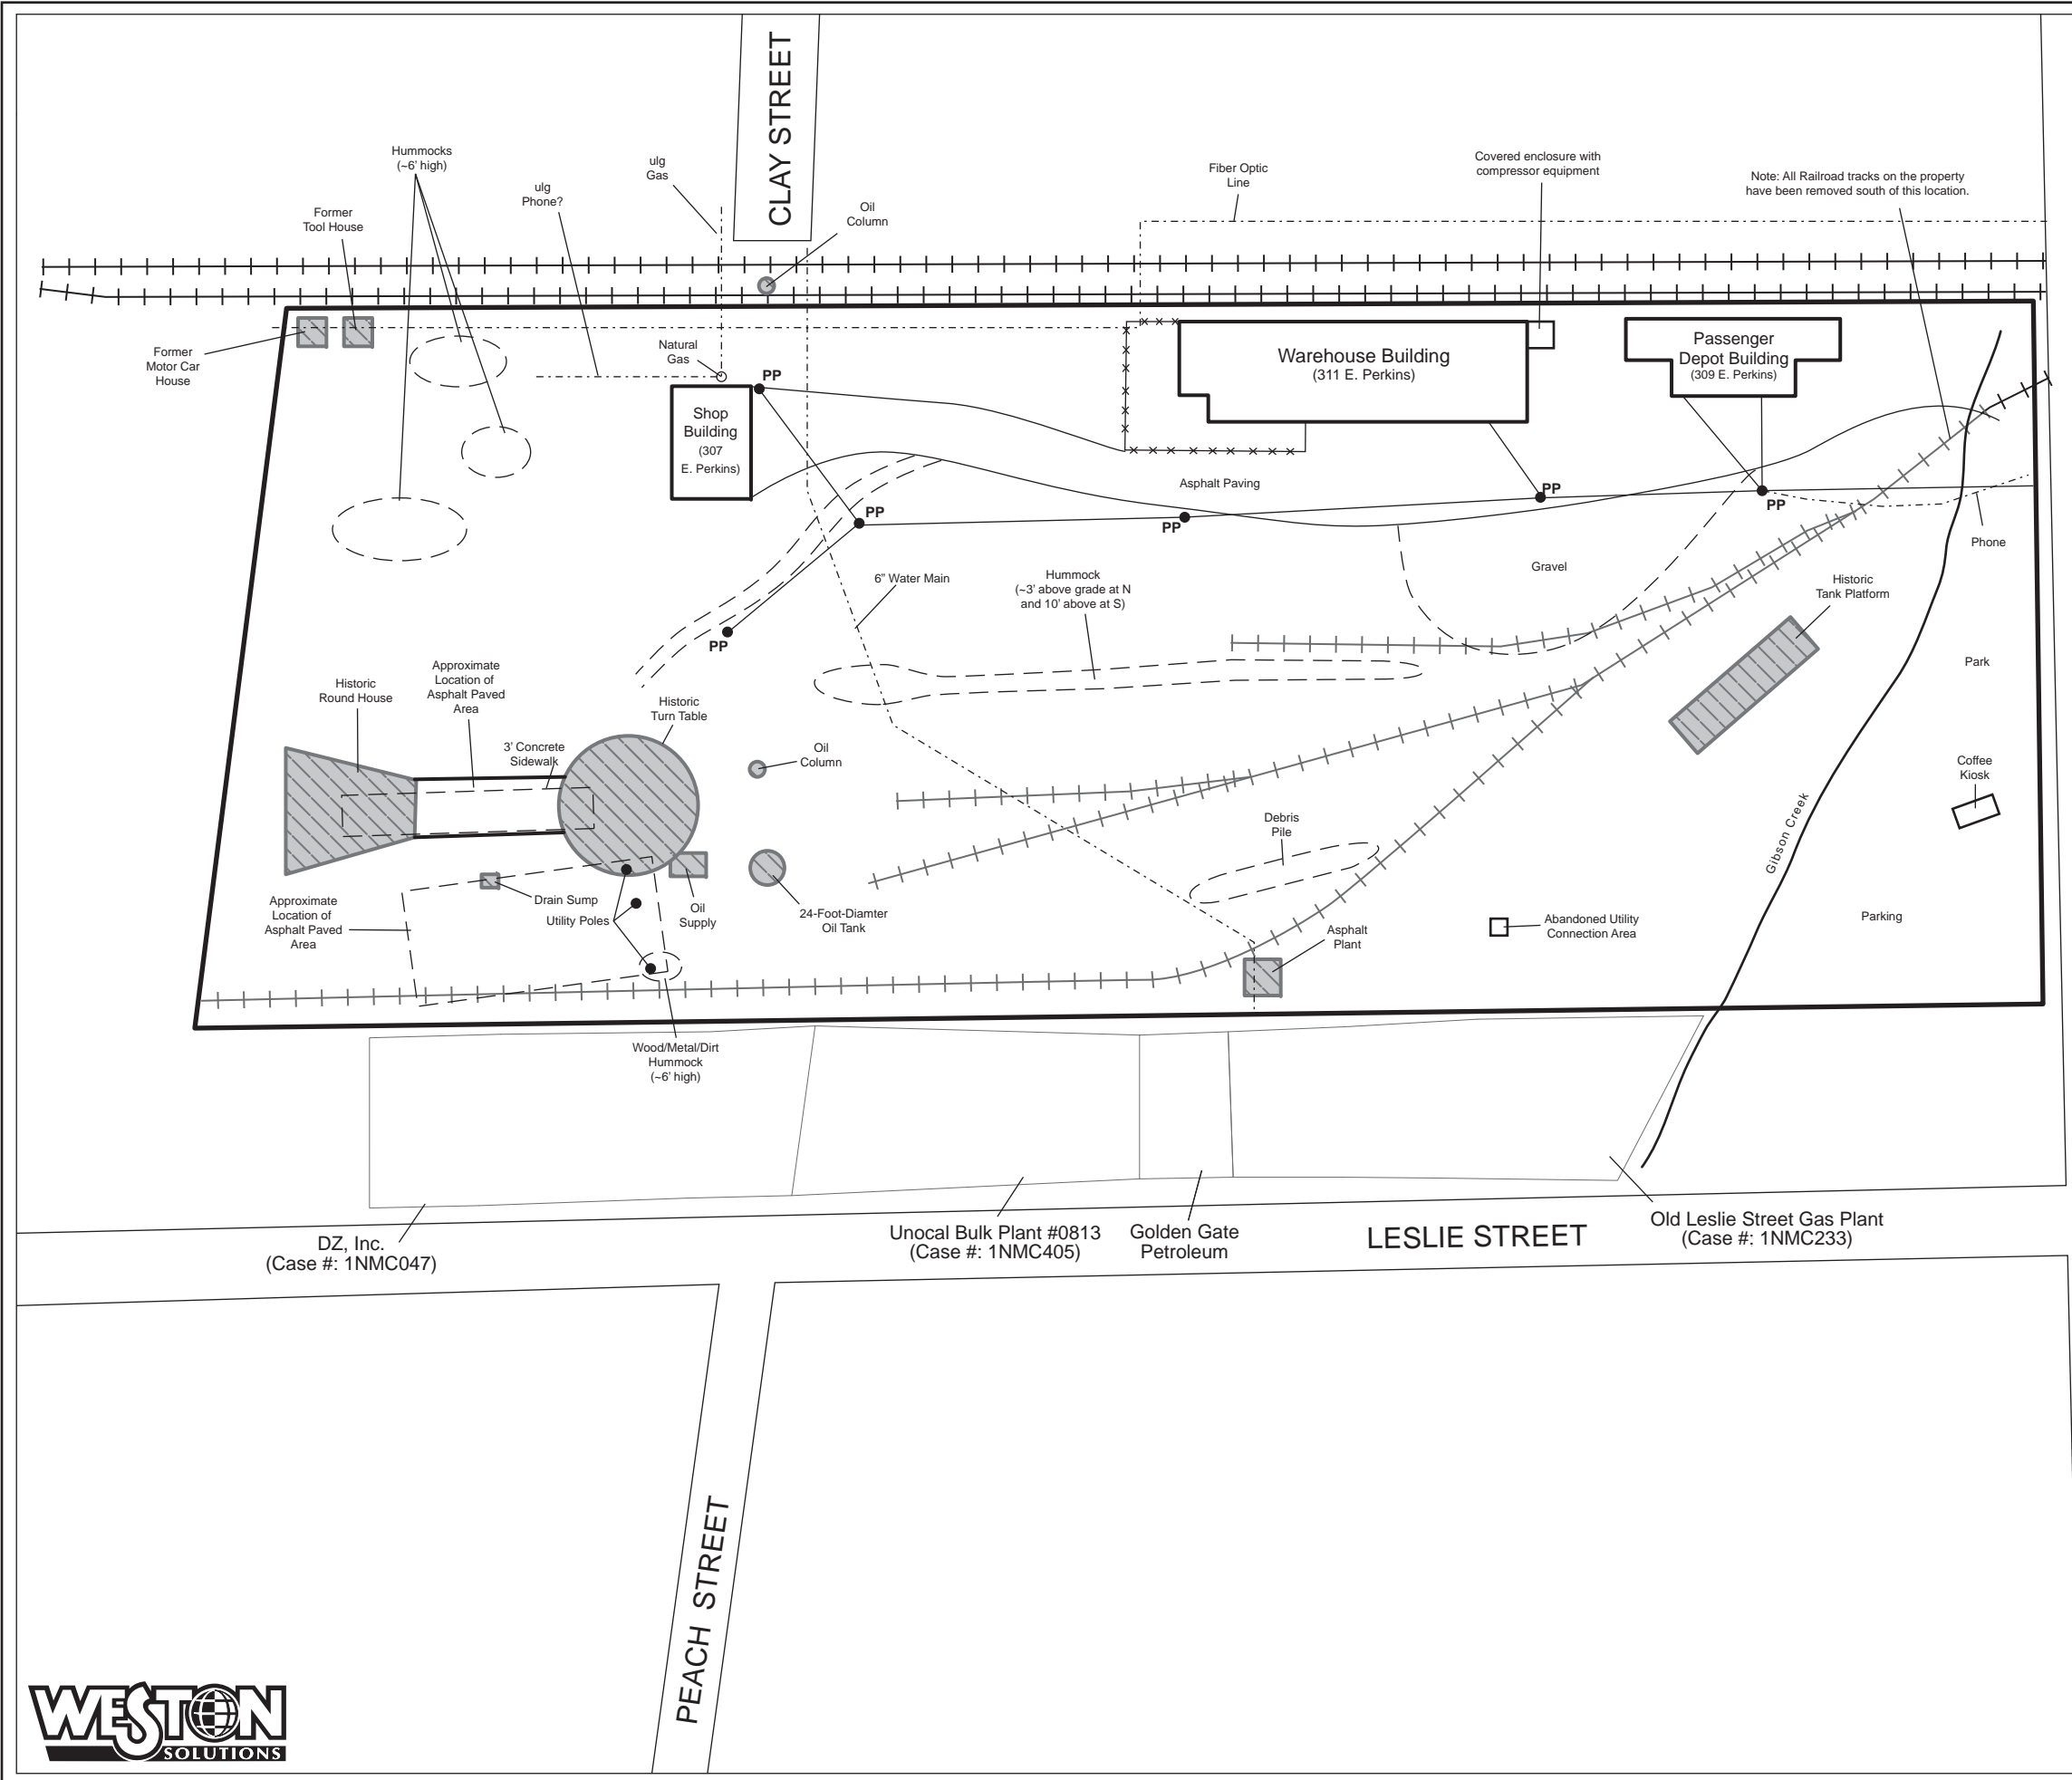 CLAY STREET
Hummocks
(~6' high)
ulg
Gas
ulg
Phone?
Former
Tool House
Oil
Column
Fiber Optic
Line
Covered enclosure with
compressor equipment
Note: All Railroad tracks on the property
have been removed south of this location.
Former
Motor Car
House
Natural
Gas
PP
Shop
Building
(307
E. Perkins)
Warehouse Building
(311 E. Perkins)
Passenger
Depot Building
(309 E. Perkins)
Asphalt Paving
PP
PP
PP
PP
PP
Phone
Gravel
6" Water Main
Hummock
(~3' above grade at N
and 10' above at S)
Historic
Tank Platform
Park
Historic
Round House
Approximate
Location of
Asphalt Paved
Area
3' Concrete
Sidewalk
Historic
Turn Table
Oil
Column
Coffee
Kiosk
Gibson Creek
Debris
Pile
Approximate
Location of
Asphalt Paved
Area
Drain Sump
Utility Poles
Oil
Supply
24-Foot-Diamter
Oil Tank
Asphalt
Plant
Abandoned Utility
Connection Area
Parking
Wood/Metal/Dirt
Hummock
(~6' high)
DZ, Inc.
(Case #: 1NMC047)
Unocal Bulk Plant #0813
(Case #: 1NMC405)
Golden Gate
Petroleum
LESLIE STREET
Old Leslie Street Gas Plant
(Case #: 1NMC233)
PEACH STREET
WESTON
SOLUTIONS